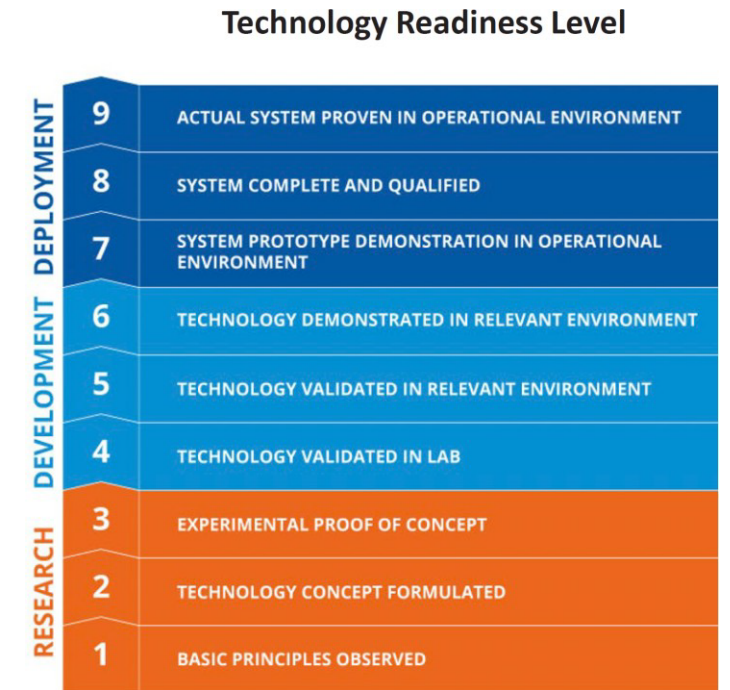 Technology Readiness Level
DEPLOYMENT
9
ACTUAL SYSTEM PROVEN IN OPERATIONAL ENVIRONMENT
8
SYSTEM COMPLETE AND QUALIFIED
7
SYSTEM PROTOTYPE DEMONSTRATION IN OPERATIONAL
ENVIRONMENT
DEVELOPMENT
6
TECHNOLOGY DEMONSTRATED IN RELEVANT ENVIRONMENT
5
TECHNOLOGY VALIDATED IN RELEVANT ENVIRONMENT
4
TECHNOLOGY VALIDATED IN LAB
RESEARCH
3
EXPERIMENTAL PROOF OF CONCEPT
2
TECHNOLOGY CONCEPT FORMULATED
1
BASIC PRINCIPLES OBSERVED